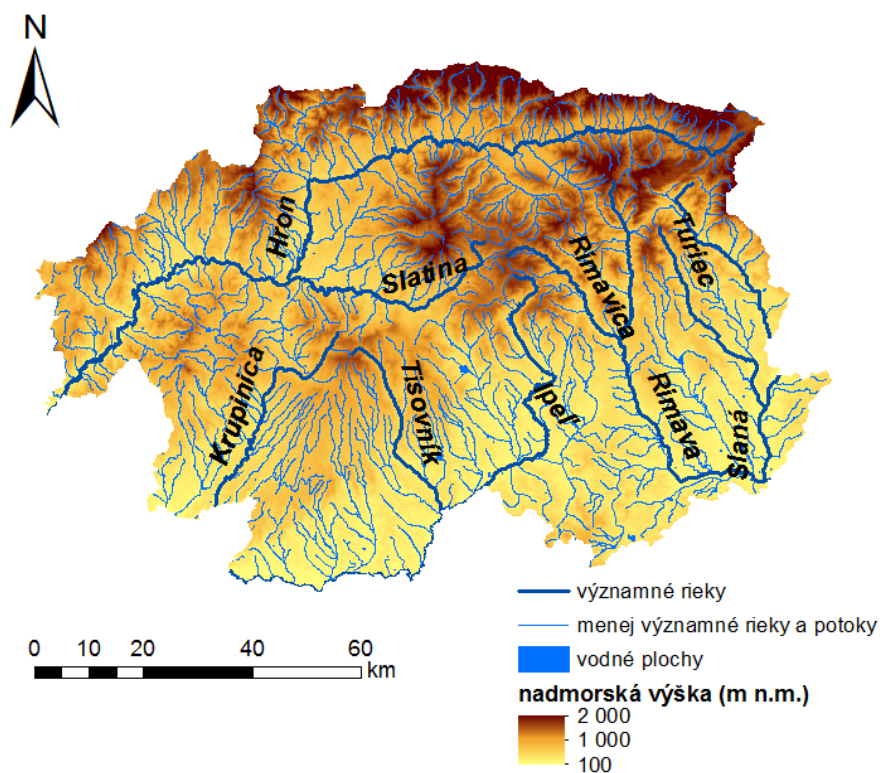 N
Hron
Slatina
Rimavica
Turiec
Krupinica
Tisovník
Ipeľ
Rimava
Slaná
významné rieky
menej významné rieky a potoky
vodné plochy
nadmorská výška (m n.m.)
2 000
1 000
100
0 10 20 40 60
km